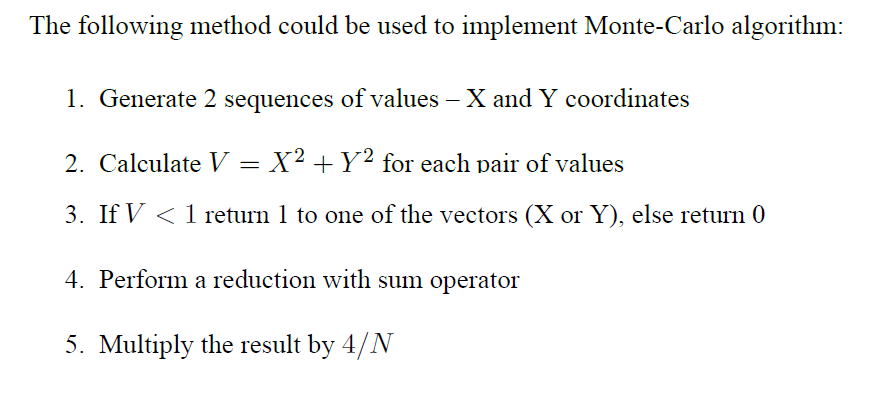 The following method could be used to implement Monte-Carlo algorithm:
1. Generate 2 sequences of values – X and Y coordinates
2. Calculate V = X² + Y² for each pair of values
3. If V < 1 return 1 to one of the vectors (X or Y), else return 0
4. Perform a reduction with sum operator
5. Multiply the result by 4/N